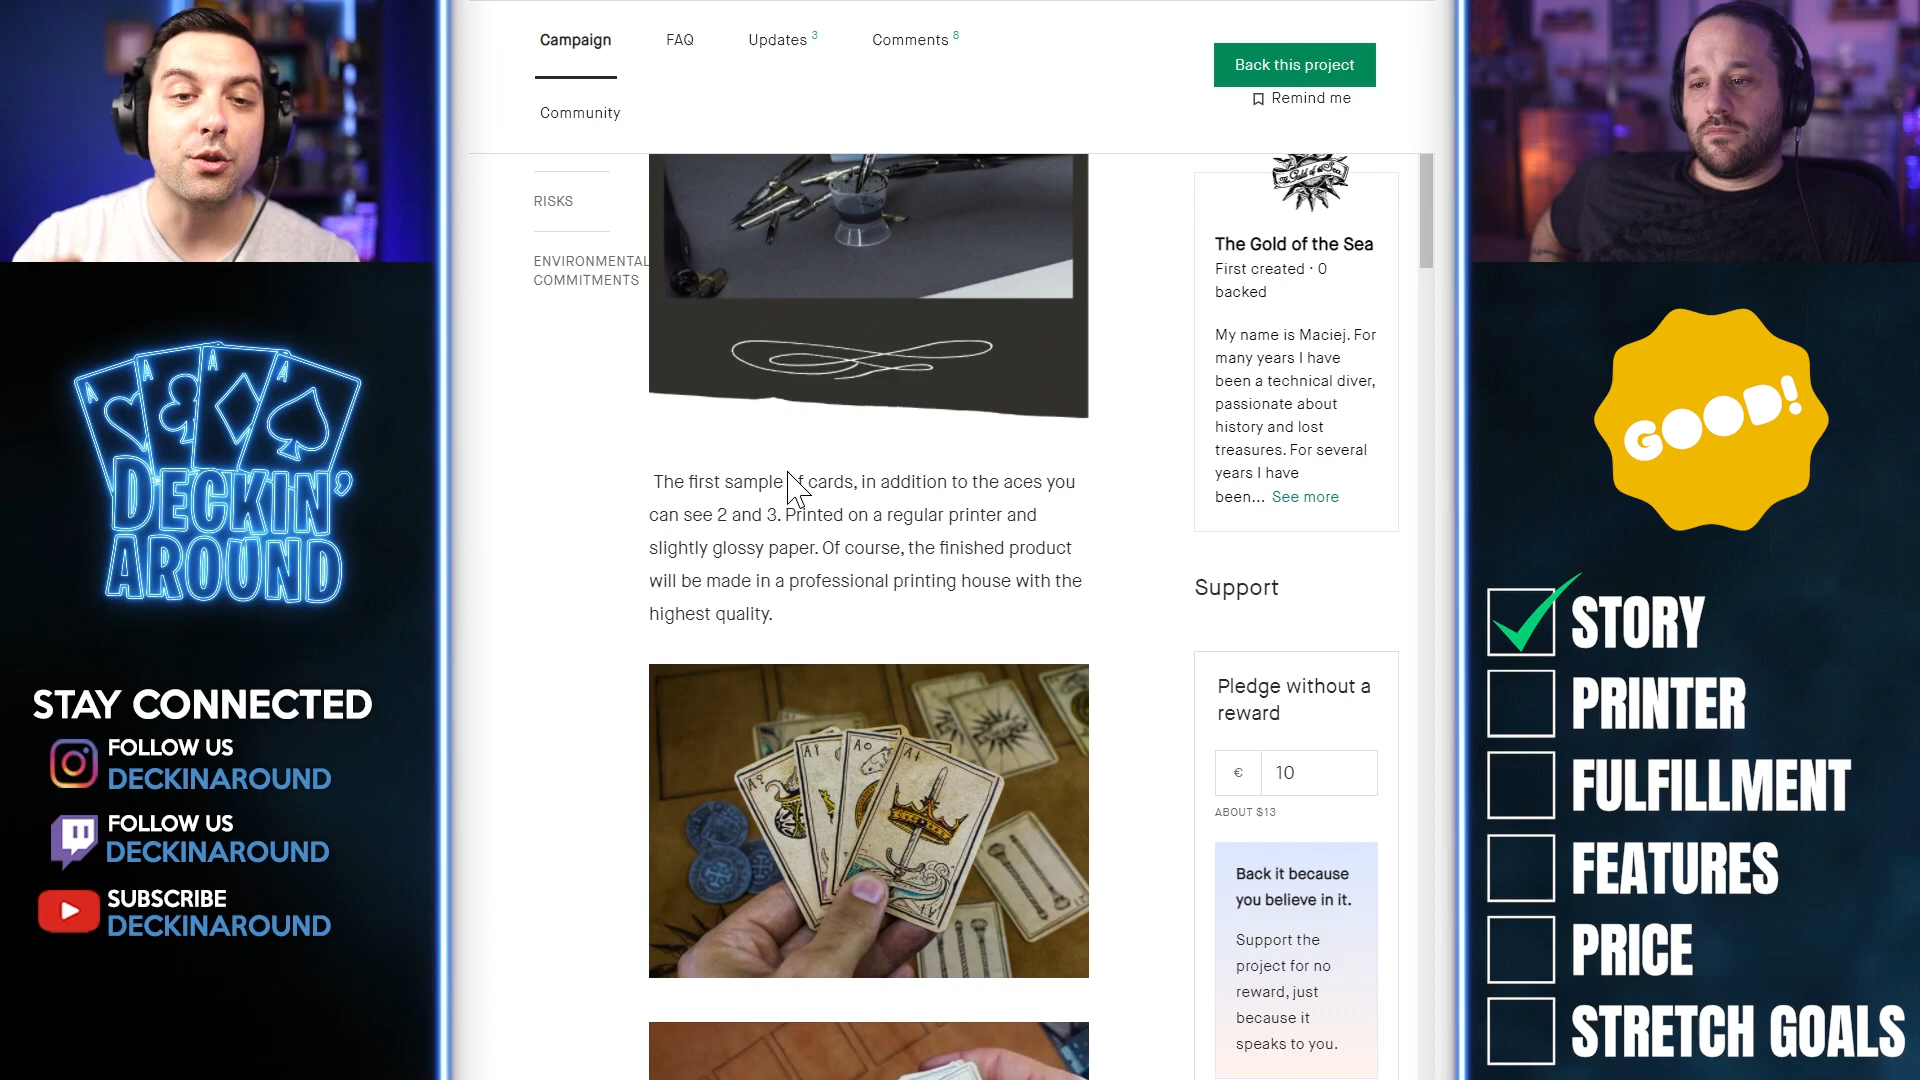 Campaign
FAQ
Updates 3
Comments 8
Community
Back this project
Remind me
RISKS
ENVIRONMENTAL
COMMITMENTS
The Gold of the Sea
First created · 0
backed
My name is Maciej. For
many years I have
been a technical diver,
passionate about
history and lost
treasures. For several
years I have
been... See more
Support
Pledge without a
reward
€ 10
ABOUT $13
Back it because
you believe in it.
Support the
project for no
reward, just
because it
speaks to you.
The first sample of cards, in addition to the aces you
can see 2 and 3. Printed on a regular printer and
slightly glossy paper. Of course, the finished product
will be made in a professional printing house with the
highest quality.
A
A
A
A
DECKIN'
AROUND
STAY CONNECTED
FOLLOW US
DECKINAROUND
FOLLOW US
DECKINAROUND
SUBSCRIBE
DECKINAROUND
GOOD!
STORY
PRINTER
FULFILLMENT
FEATURES
PRICE
STRETCH GOALS